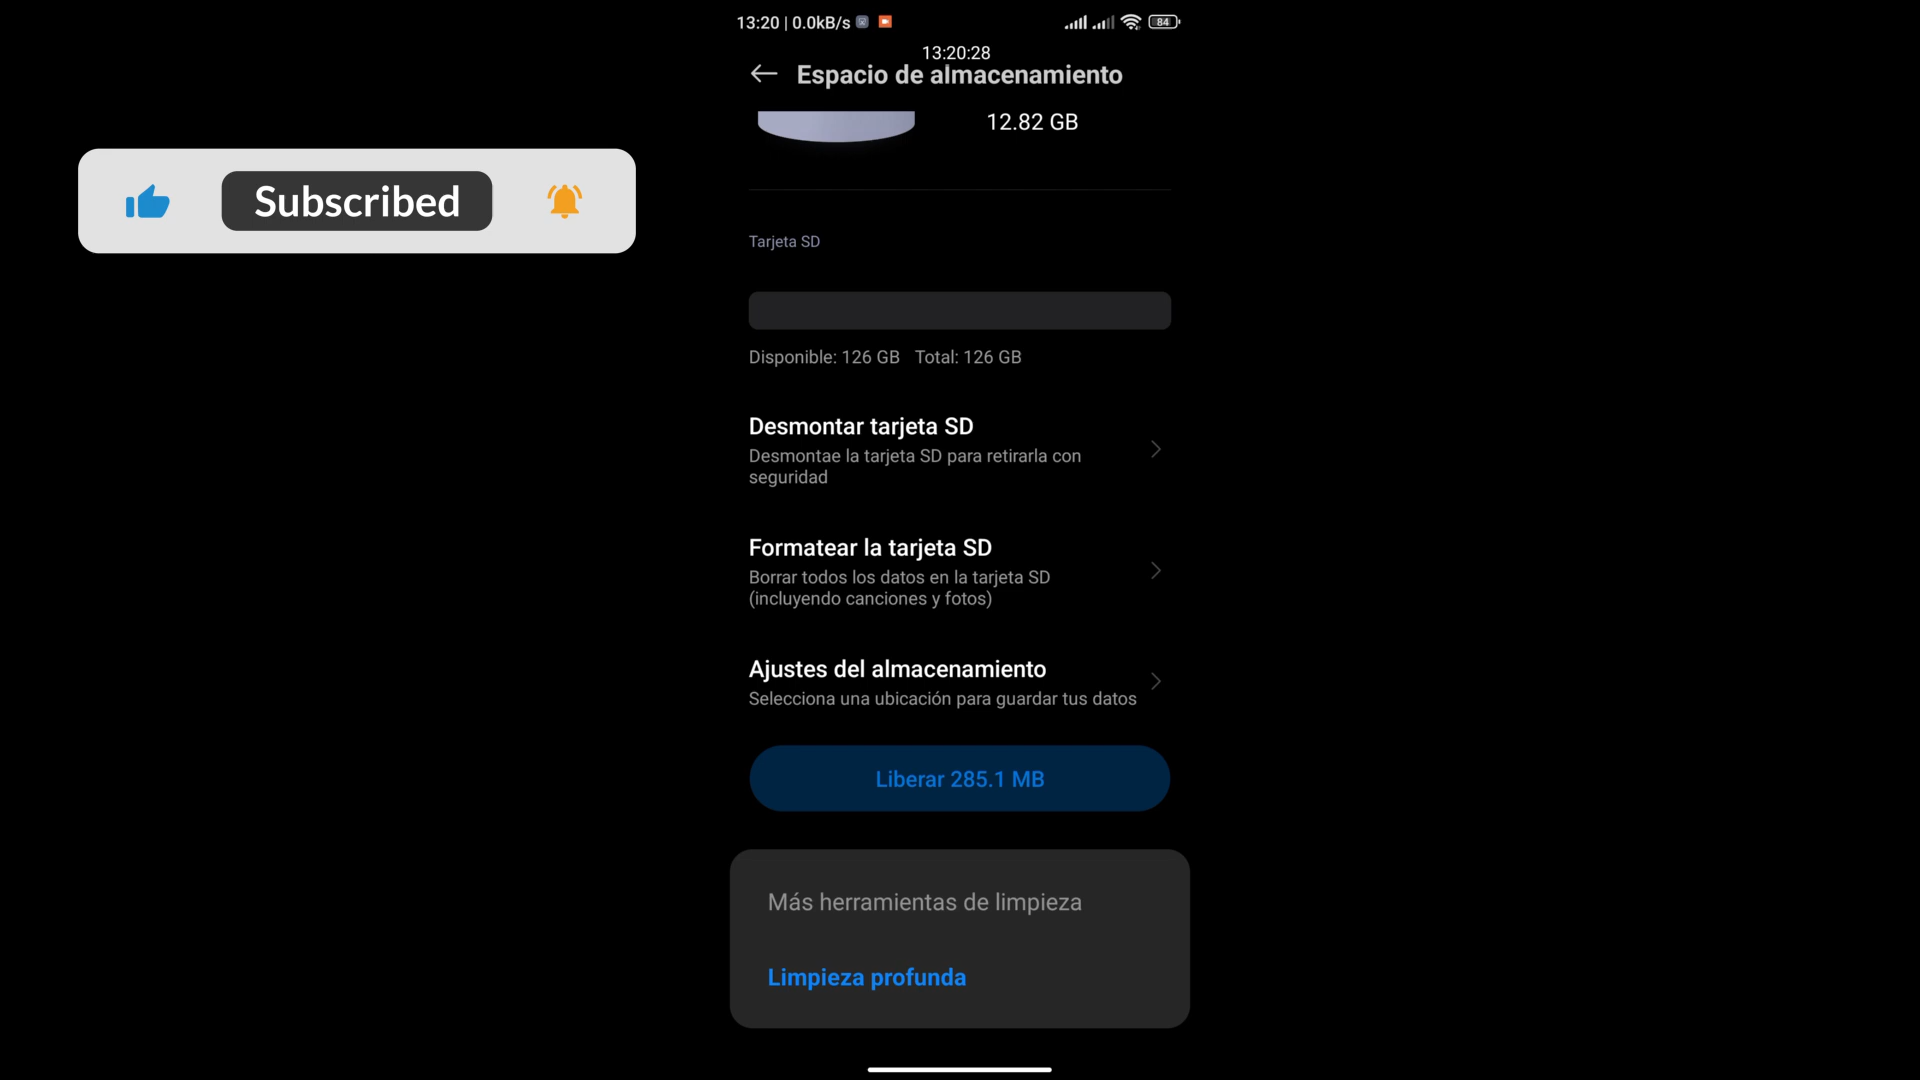 13:20 | 0.0kB/s
84
13:20:28
Espacio de almacenamiento
12.82 GB
Subscribed
Tarjeta SD
Disponible: 126 GB Total: 126 GB
Desmontar tarjeta SD
Desmontae la tarjeta SD para retirarla con
seguridad
Formatear la tarjeta SD
Borrar todos los datos en la tarjeta SD
(incluyendo canciones y fotos)
Ajustes del almacenamiento
Selecciona una ubicación para guardar tus datos
Liberar 285.1 MB
Más herramientas de limpieza
Limpieza profunda